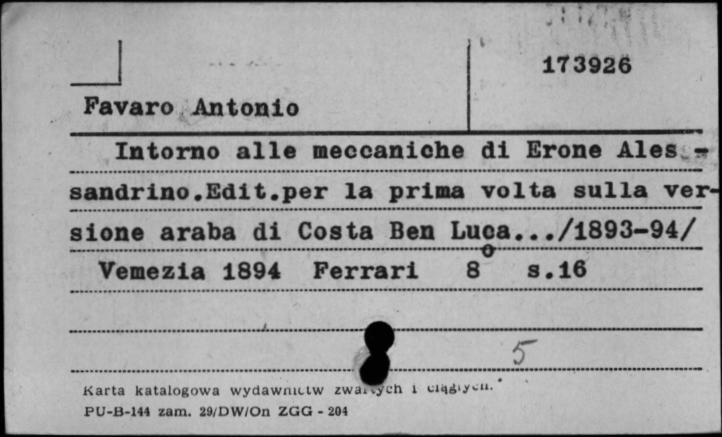 173926
Favaro Antonio
Intorno alle meccaniche di Erone Ales-
sandrino.Edit.per la prima volta sulla ver-
sione araba di Costa Ben Luca.../1893-94/
Vemezia 1894 Ferrari 8° s.16
5
Karta katalogowa wydawnictw zwartych i ciągłych.
PU-B-144 zam. 29/DW/On ZGG - 204